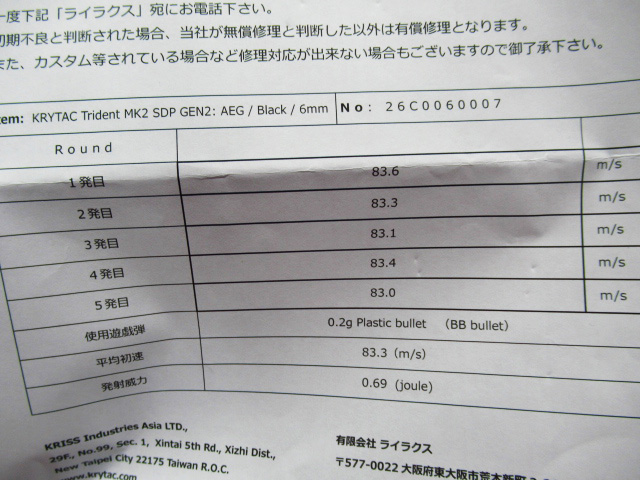 一度下記「ライラクス」宛にお電話下さい。
初期不良と判断された場合、当社が無償修理と判断した以外は有償修理となります。
また、カスタム等されている場合など修理対応が出来ない場合もございますので御了承下さい。
Item: KRYTAC Trident MK2 SDP GEN2: AEG / Black / 6mm No: 26C0060007
Round
1発目 83.6 m/s
2発目 83.3 m/s
3発目 83.1 m/s
4発目 83.4 m/s
5発目 83.0 m/s
使用遊戯弾 0.2g Plastic bullet (BB bullet)
平均初速 83.3 (m/s)
発射威力 0.69 (joule)
KRISS Industries Asia LTD.,
29F., No.99, Sec. 1, Xintai 5th Rd., Xizhi Dist.,
New Taipei City 22175 Taiwan R.O.C.
http://www.krytac.com/
有限会社 ライラクス
〒577-0022 大阪府東大阪市荒本新町